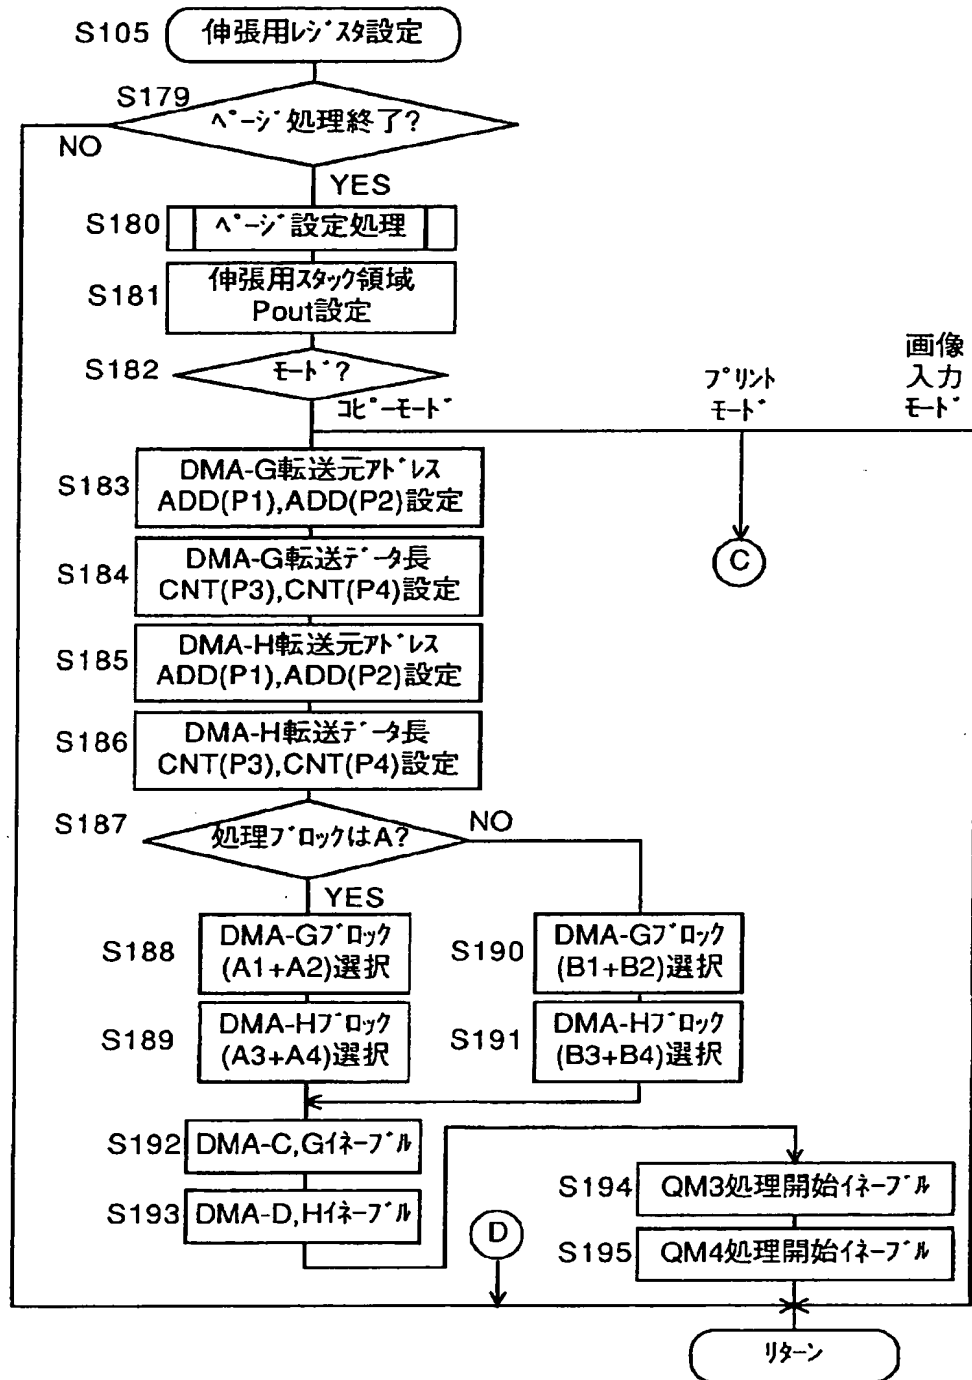 S105
伸張用レジスタ設定
S179
ページ処理終了?
NO
YES
S180
ページ設定処理
S181
伸張用スタック領域
Pout設定
S182
モード?
コピーモード
プリント
モード
画像
入力
モード
S183
DMA-G転送元アドレス
ADD(P1),ADD(P2)設定
C
S184
DMA-G転送データ長
CNT(P3),CNT(P4)設定
S185
DMA-H転送元アドレス
ADD(P1),ADD(P2)設定
S186
DMA-H転送データ長
CNT(P3),CNT(P4)設定
S187
処理ブロックはA?
NO
YES
S188
DMA-Gブロック
(A1+A2)選択
S190
DMA-Gブロック
(B1+B2)選択
S189
DMA-Hブロック
(A3+A4)選択
S191
DMA-Hブロック
(B3+B4)選択
S192
DMA-C,Gイネーブル
S193
DMA-D,Hイネーブル
S194
QM3処理開始イネーブル
D
S195
QM4処理開始イネーブル
リターン